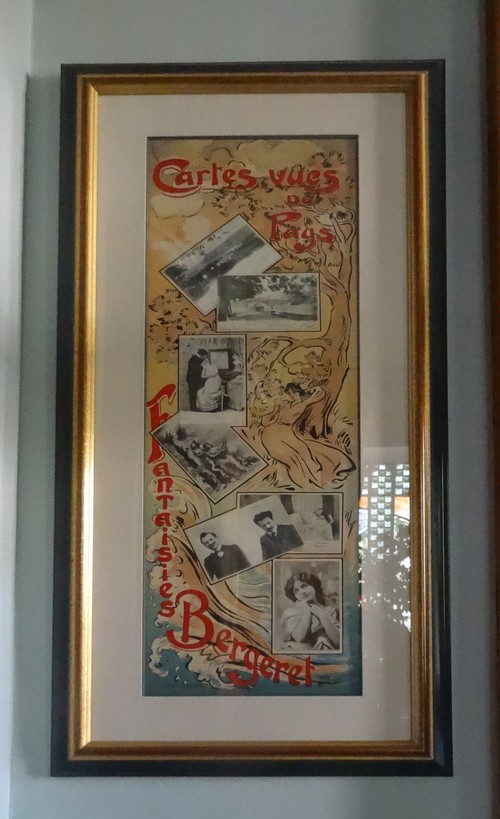 Cartes vues
de
Pays
Fantaisies
Bergeret